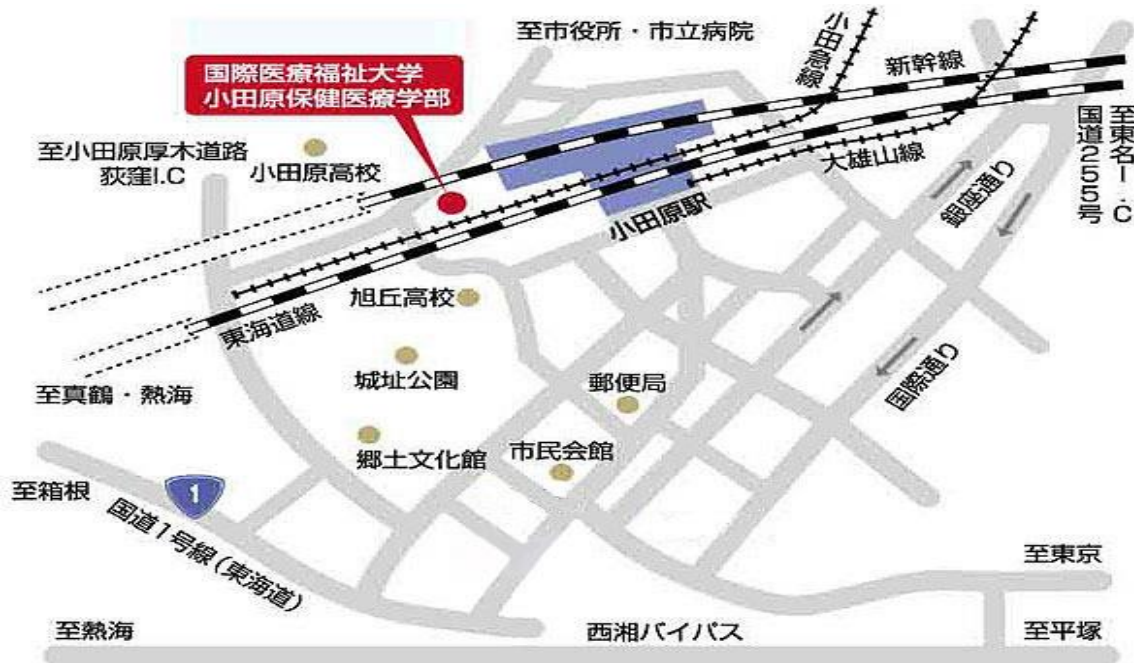 至市役所・市立病院
小田急線
新幹線
国際医療福祉大学
小田原保健医療学部
至小田原厚木道路
荻窪I.C
小田原高校
至東名I.C
国道255号
大雄山線
銀座通り
小田原駅
旭丘高校
東海道線
城址公園
至真鶴・熱海
郵便局
国際通り
郷土文化館
市民会館
至箱根
1
国道1号線(東海道)
至東京
至熱海
西湘バイパス
至平塚